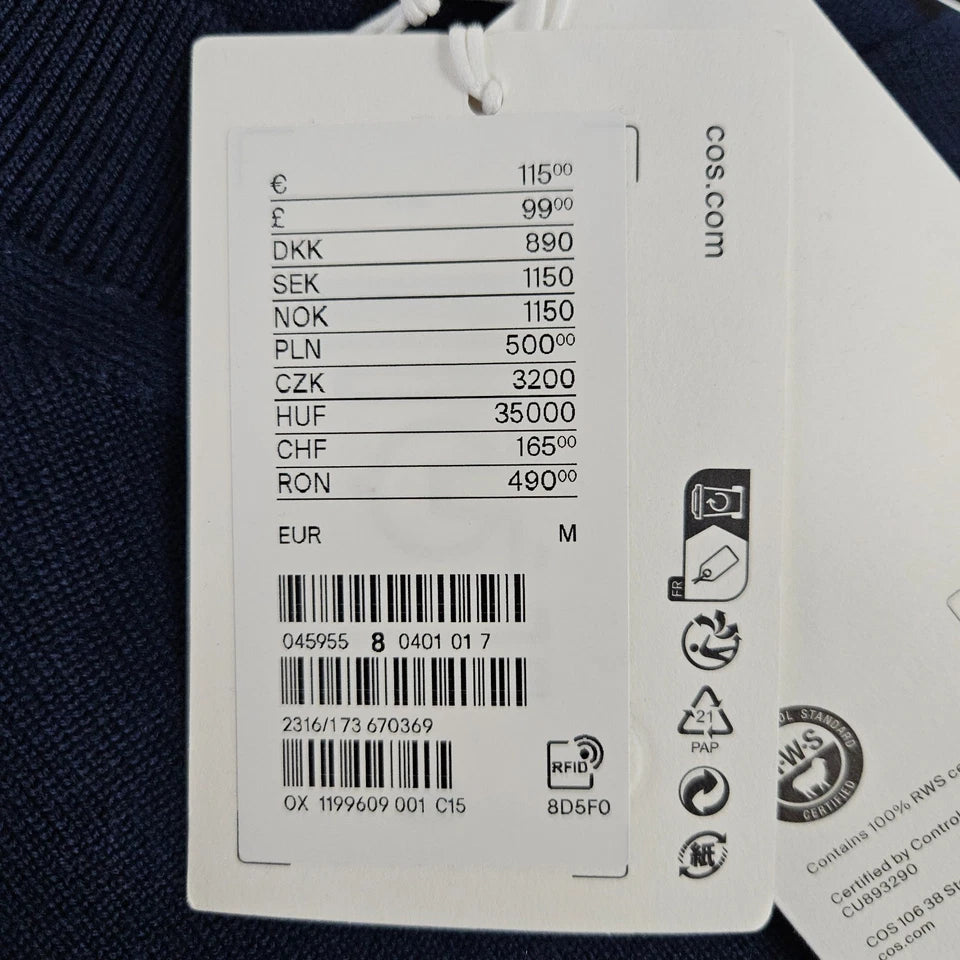 € 115⁰⁰
£ 99⁰⁰
DKK 890
SEK 1150
NOK 1150
PLN 500⁰⁰
CZK 3200
HUF 35000
CHF 165⁰⁰
RON 490⁰⁰
EUR M
045955 8 0401 01 7
2316/173 670369
OX 1199609 001 C15
RFID
8D5F0
cos.com
FR
21
PAP
紙
STANDARD
W·S
CERTIFIED
Contains 100% RWS
Certified by Control
CU893290
COS 106 38
cos.com